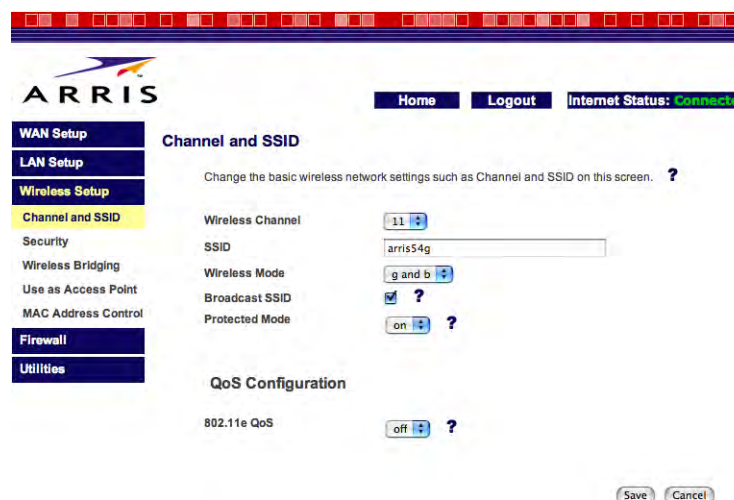 ARRIS
Home Logout Internet Status: Connecte
WAN Setup
LAN Setup
Wireless Setup
Channel and SSID
Security
Wireless Bridging
Use as Access Point
MAC Address Control
Firewall
Utilities
Channel and SSID
Change the basic wireless network settings such as Channel and SSID on this screen. ?
Wireless Channel 11
SSID arris54g
Wireless Mode g and b
Broadcast SSID ?
Protected Mode on ?
QoS Configuration
802.11e QoS off ?
Save Cancel